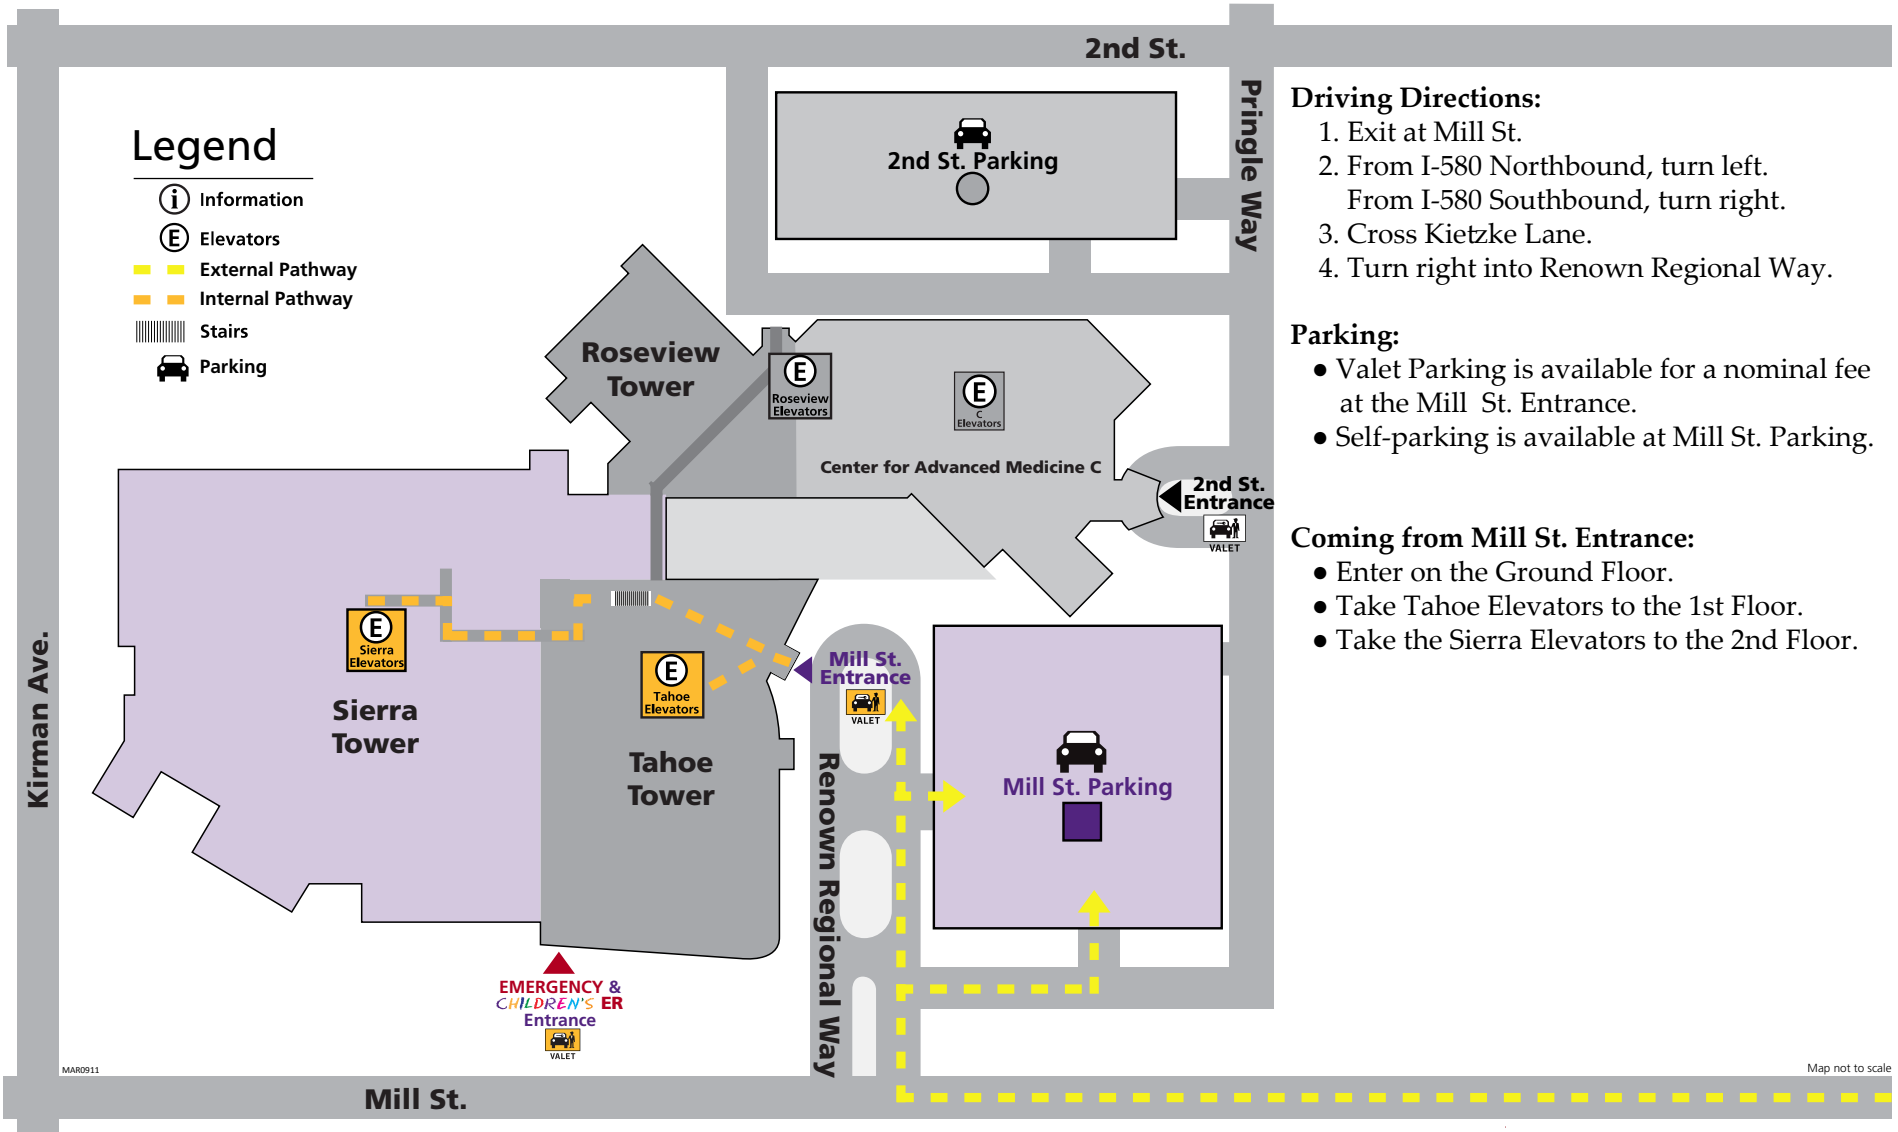 2nd St.
Pringle Way
Driving Directions:
1. Exit at Mill St.
2. From I-580 Northbound, turn left.
From I-580 Southbound, turn right.
3. Cross Kietzke Lane.
4. Turn right into Renown Regional Way.
Parking:
● Valet Parking is available for a nominal fee
at the Mill St. Entrance.
● Self-parking is available at Mill St. Parking.
Coming from Mill St. Entrance:
● Enter on the Ground Floor.
● Take Tahoe Elevators to the 1st Floor.
● Take the Sierra Elevators to the 2nd Floor.
Legend
i Information
E Elevators
External Pathway
Internal Pathway
Stairs
Parking
2nd St. Parking
Roseview
Tower
E
Roseview
Elevators
E
C
Elevators
Center for Advanced Medicine C
2nd St.
Entrance
VALET
E
Sierra
Elevators
Sierra
Tower
E
Tahoe
Elevators
Tahoe
Tower
Mill St.
Entrance
VALET
Mill St. Parking
Kirman Ave.
Renown Regional Way
EMERGENCY &
CHILDREN'S ER
Entrance
VALET
MAR0911
Map not to scale
Mill St.